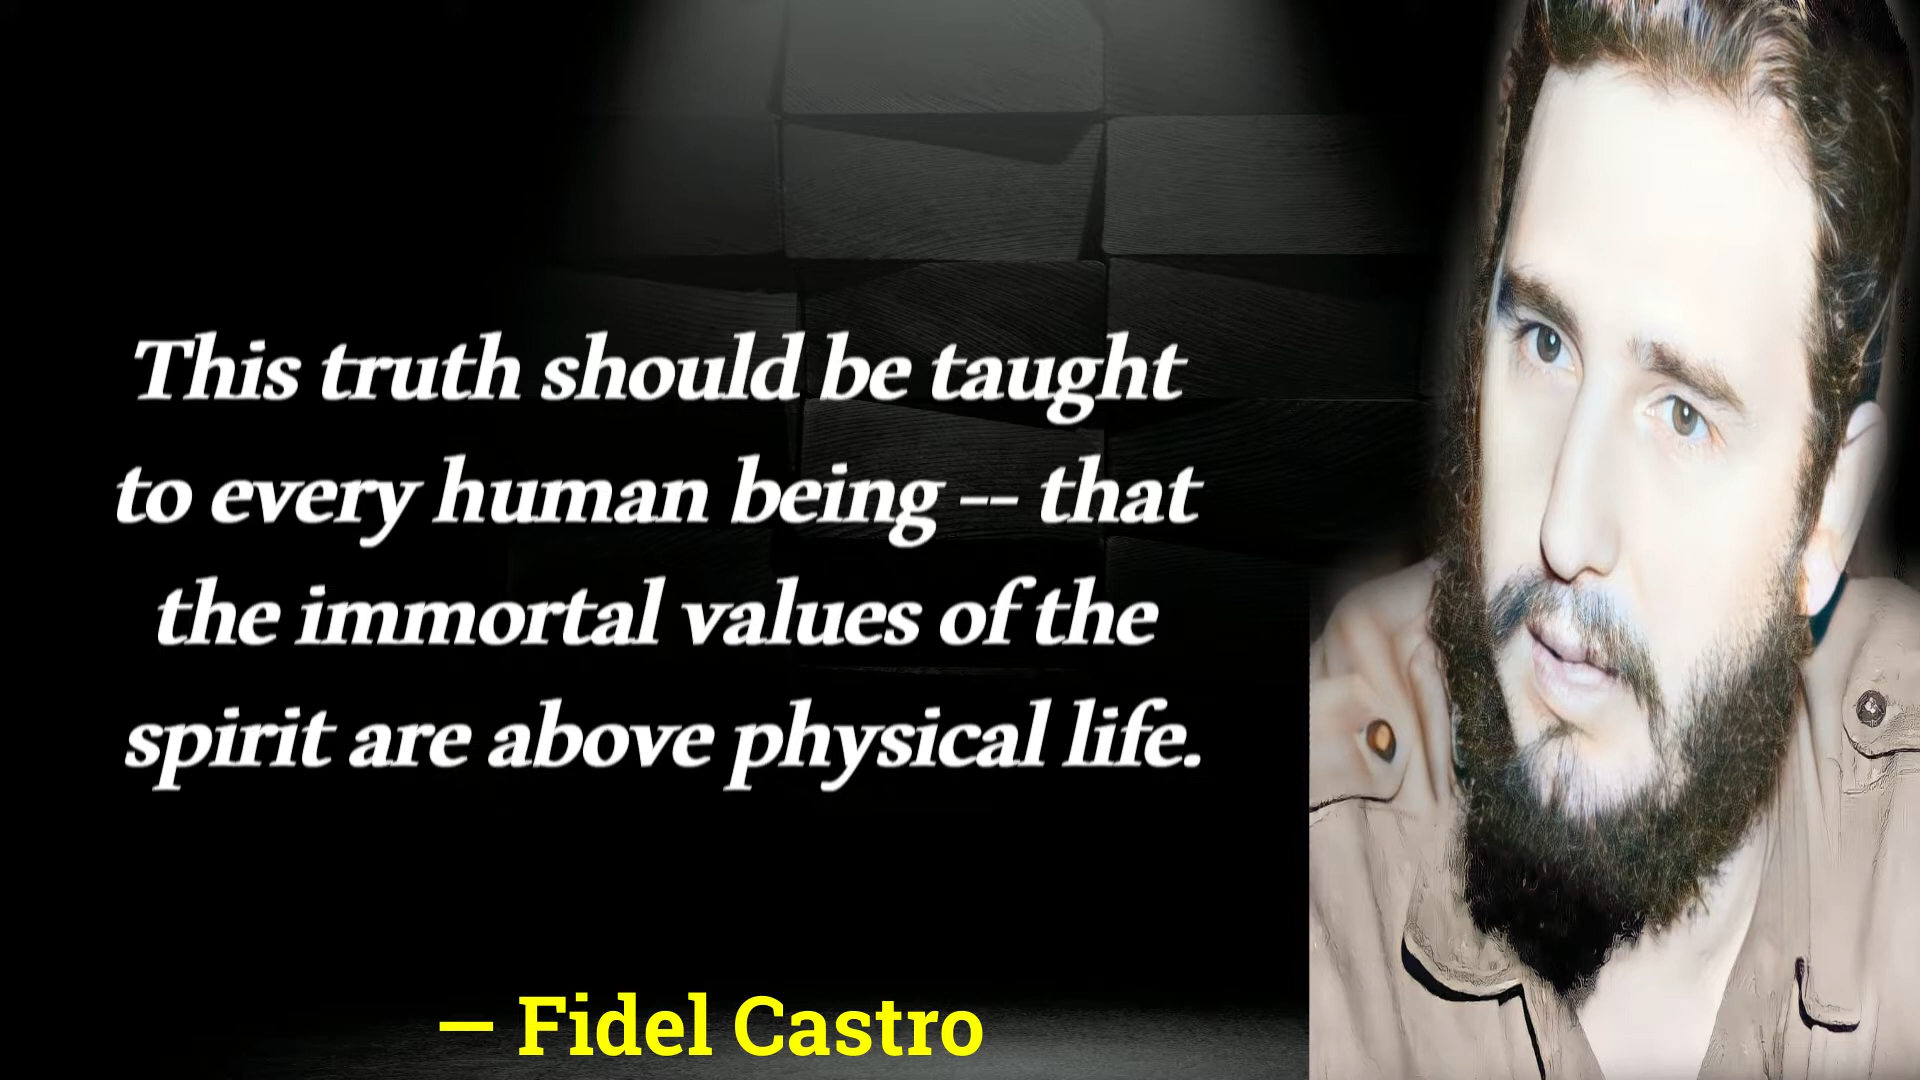 This truth should be taught
to every human being -- that
the immortal values of the
spirit are above physical life.
— Fidel Castro